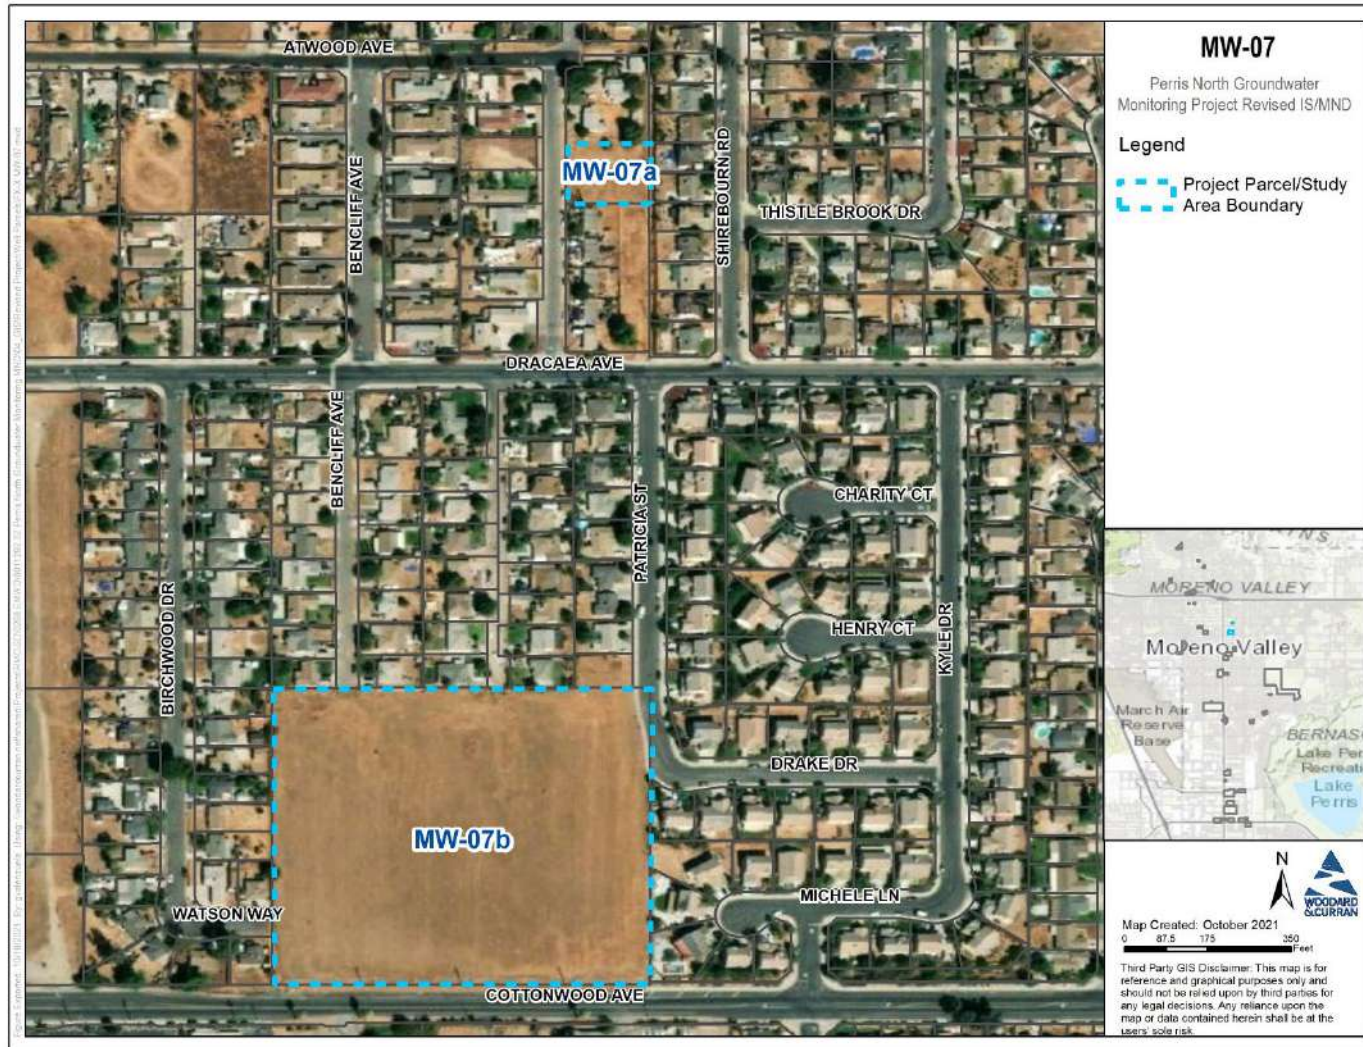 ATWOOD AVE
BENCLIFF AVE
MW-07a
SHIREBOURN RD
THISTLE BROOK DR
DRACAEA AVE
BENCLIFF AVE
BIRCHWOOD DR
PATRICIA ST
CHARITY CT
HENRY CT
KYLE DR
DRAKE DR
MW-07b
MICHELE LN
WATSON WAY
COTTONWOOD AVE
MW-07
Perris North Groundwater
Monitoring Project Revised IS/MND
Legend
Project Parcel/Study
Area Boundary
MORENO VALLEY
Moreno Valley
March Air
Reserve
Base
Lake
Recreati
Lake
Perris
N
WOODARD
&CURRAN
Map Created: October 2021
0 87.5 175 350
Feet
Third Party GIS Disclaimer: This map is for
reference and graphical purposes only and
should not be relied upon by third parties for
any legal decisions. Any reliance upon the
map or data contained herein shall be at the
users' sole risk.